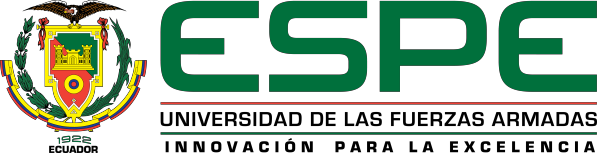 ESPE
UNIVERSIDAD DE LAS FUERZAS ARMADAS
INNOVACIÓN PARA LA EXCELENCIA
1922
ECUADOR